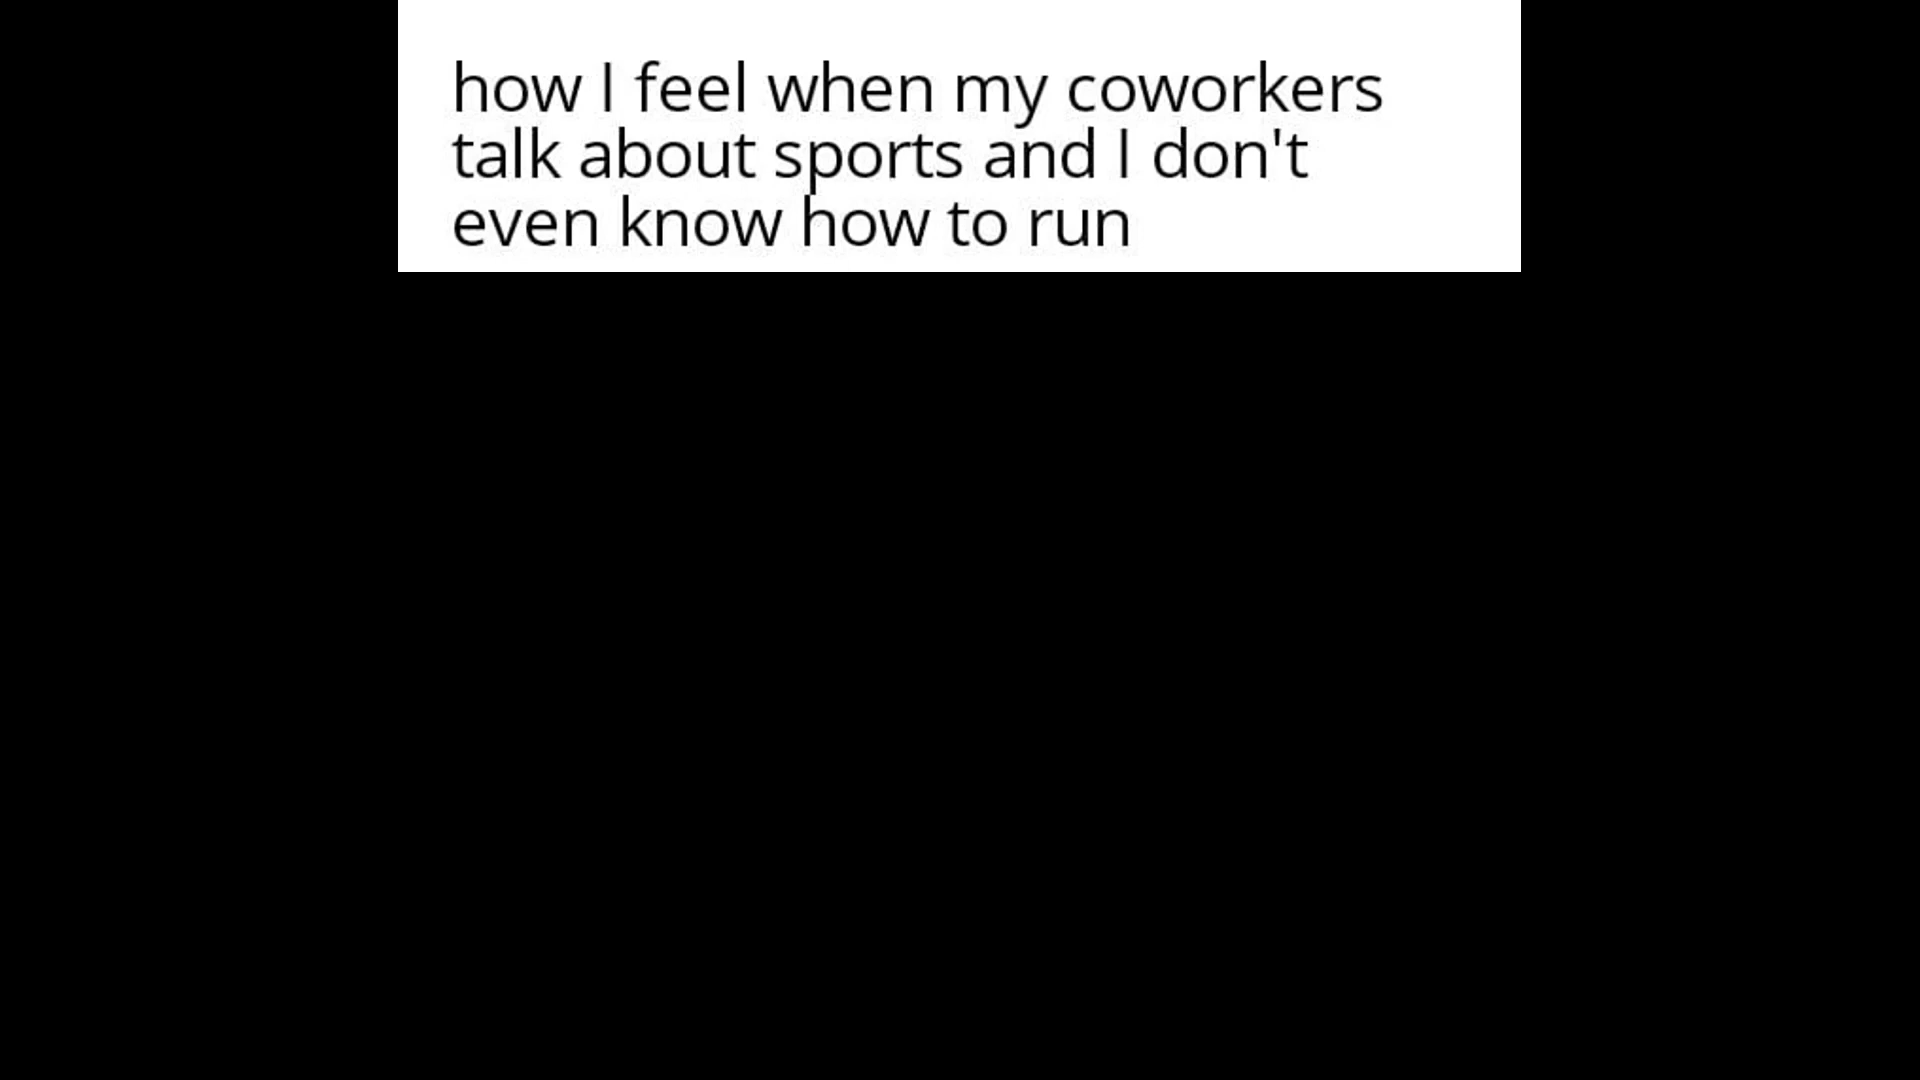 how I feel when my coworkers
talk about sports and I don't
even know how to run